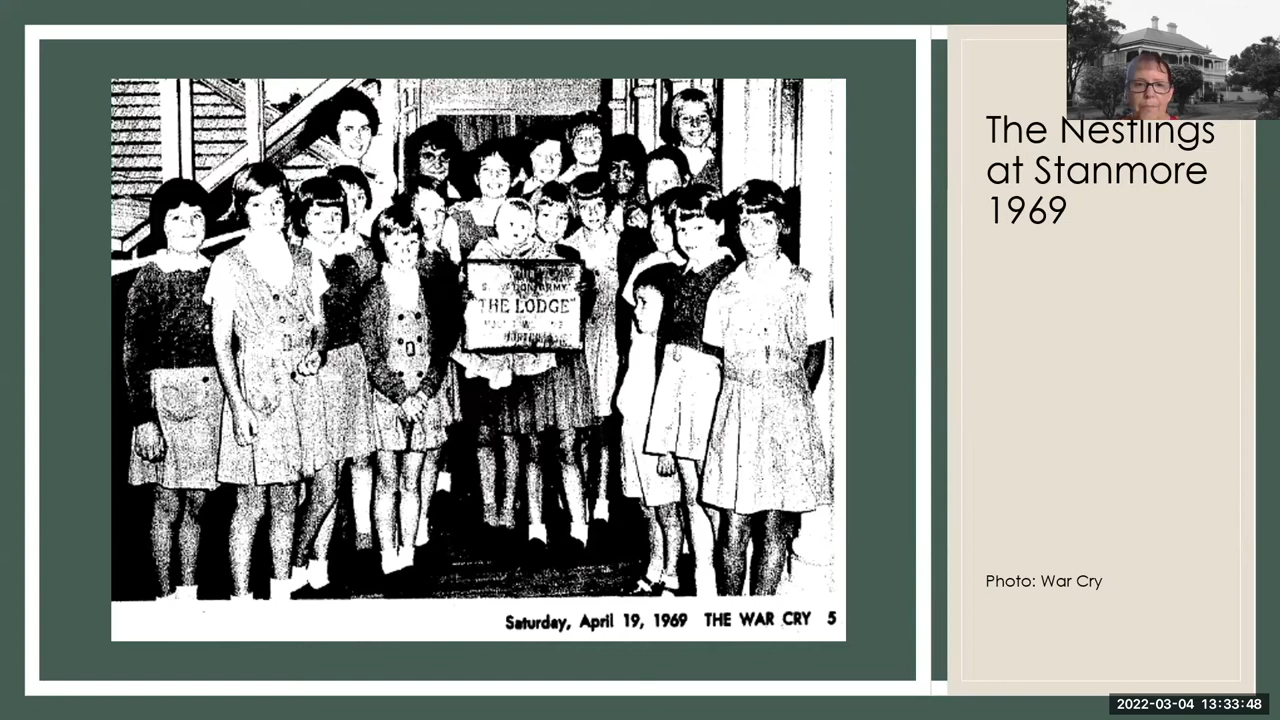 The Nestlings
at Stanmore
1969
"THE LODGE"
Saturday, April 19, 1969 THE WAR CRY 5
Photo: War Cry
2022-03-04 13:33:48